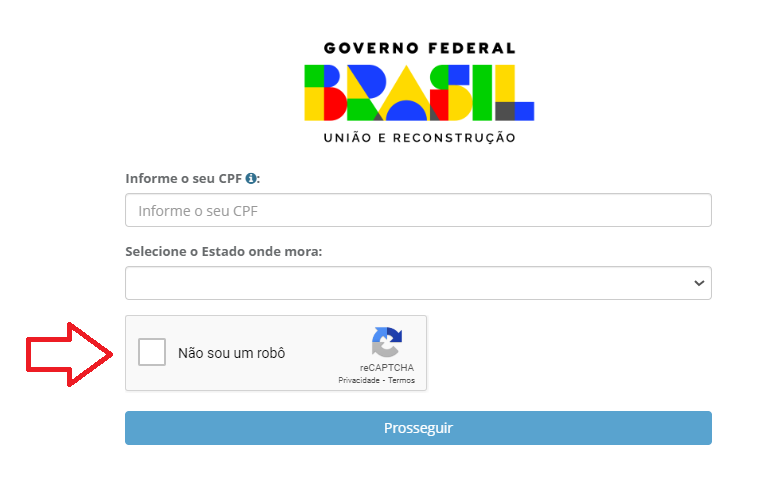 GOVERNO FEDERAL
BRASIL
UNIÃO E RECONSTRUÇÃO
Informe o seu CPF i:
Informe o seu CPF
Selecione o Estado onde mora:
Não sou um robô
reCAPTCHA
Privacidade - Termos
Prosseguir